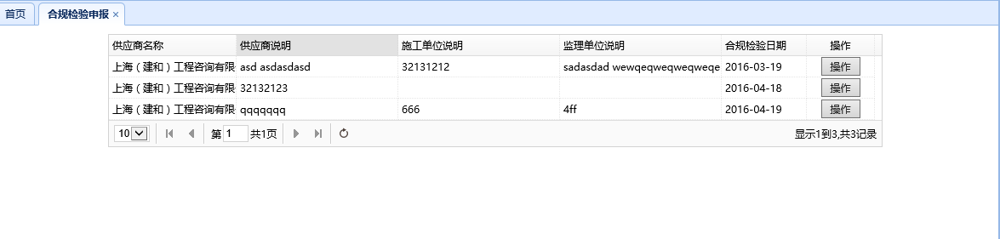 首页 合规检验申报 ×
供应商名称 供应商说明 施工单位说明 监理单位说明 合规检验日期 操作
上海（建和）工程咨询有限 asd asdasdasd 32131212 sadasdad wewqeqweqweqweqe 2016-03-19 操作
上海（建和）工程咨询有限 32132123 2016-04-18 操作
上海（建和）工程咨询有限 qqqqqqq 666 4ff 2016-04-19 操作
10 第 1 共1页 显示1到3,共3记录